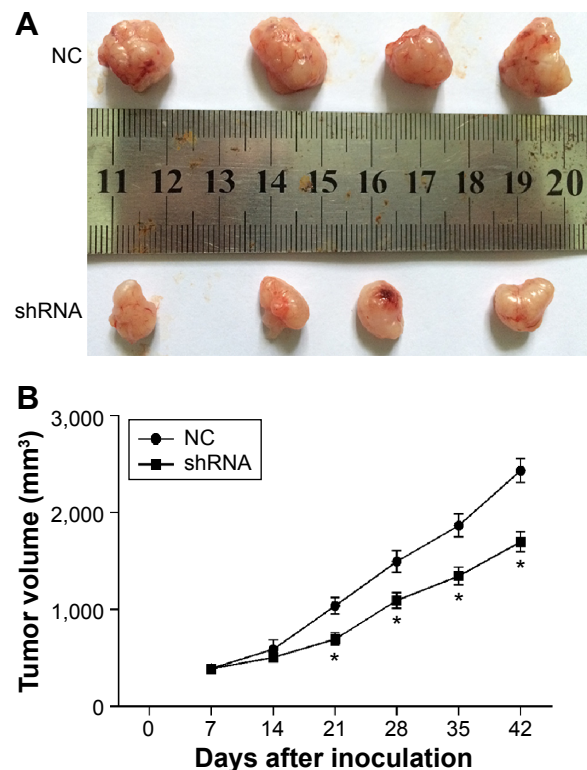 A
NC
11 12 13 14 15 16 17 18 19 20
shRNA
B
3,000
NC
shRNA
2,000
1,000
0
Tumor volume (mm³)
*
*
*
*
0 7 14 21 28 35 42
Days after inoculation